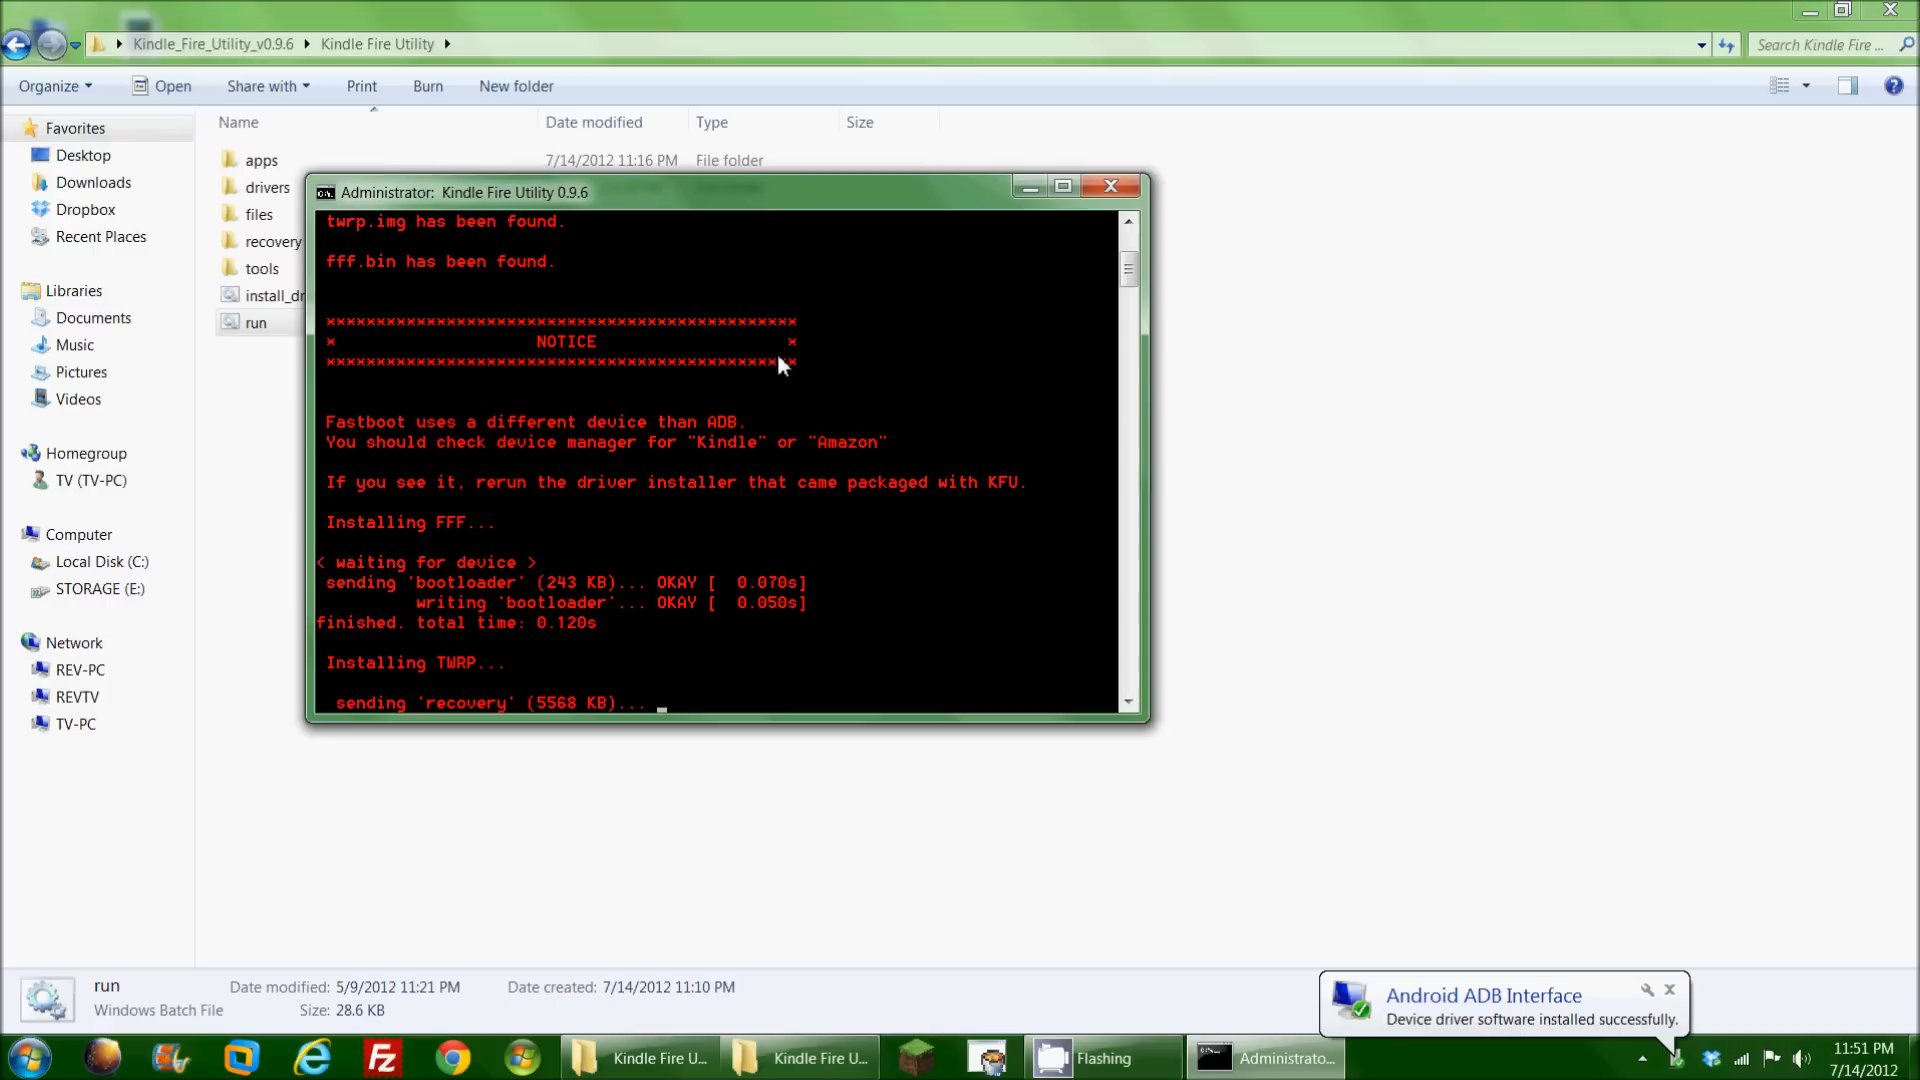 Kindle_Fire_Utility_v0.9.6
Kindle Fire Utility
Search Kindle Fire ...
Organize
Open
Share with
Print
Burn
New folder
Name
Date modified
Type
Size
Favorites
Desktop
Downloads
Dropbox
Recent Places
Libraries
Documents
Music
Pictures
Videos
Homegroup
TV (TV-PC)
Computer
Local Disk (C:)
STORAGE (E:)
Network
REV-PC
REVTV
TV-PC
apps
7/14/2012 11:16 PM
File folder
drivers
files
recovery
tools
install_dr
run
Administrator: Kindle Fire Utility 0.9.6
twrp.img has been found.
fff.bin has been found.
***********************************************
* NOTICE *
***********************************************
Fastboot uses a different device than ADB.
You should check device manager for "Kindle" or "Amazon"
If you see it, rerun the driver installer that came packaged with KFU.
Installing FFF...
< waiting for device >
sending 'bootloader' (243 KB)... OKAY [ 0.070s]
writing 'bootloader'... OKAY [ 0.050s]
finished. total time: 0.120s
Installing TWRP...
sending 'recovery' (5568 KB)...
run
Date modified: 5/9/2012 11:21 PM
Date created: 7/14/2012 11:10 PM
Windows Batch File
Size: 28.6 KB
Android ADB Interface
Device driver software installed successfully.
Kindle Fire U...
Kindle Fire U...
Flashing
Administrato...
11:51 PM
7/14/2012